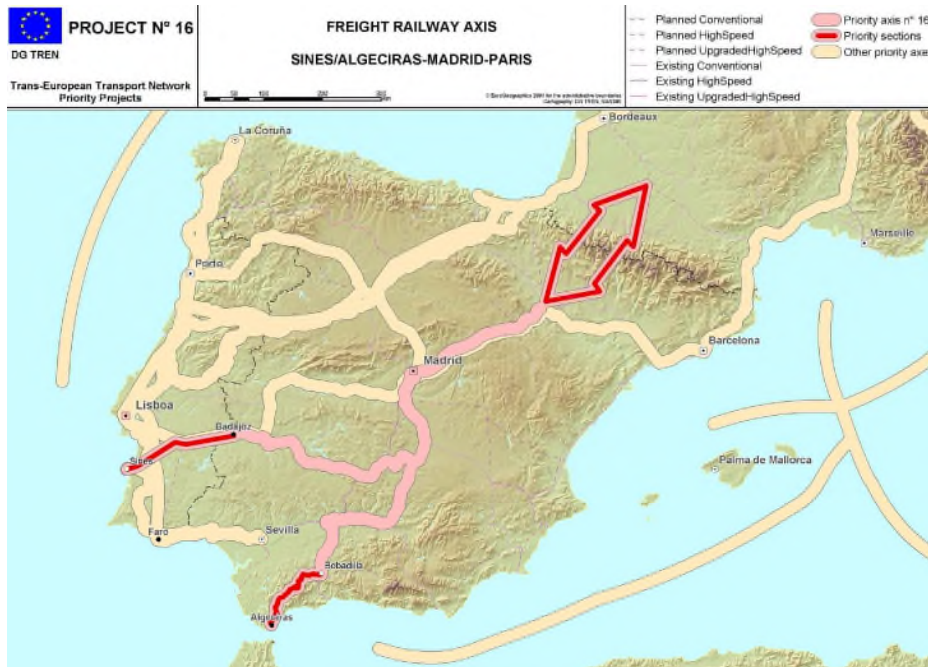 PROJECT N° 16
DG TREN
Trans-European Transport Network
Priority Projects
FREIGHT RAILWAY AXIS
SINES/ALGECIRAS-MADRID-PARIS
Planned Conventional
Planned HighSpeed
Planned UpgradedHighSpeed
Existing Conventional
Existing HighSpeed
Existing UpgradedHighSpeed
Priority axis n° 16
Priority sections
Other priority axes
La Coruña
Bordeaux
Marseille
Porto
Barcelona
Madrid
Lisboa
Badajoz
Sines
Palma de Mallorca
Faro
Sevilla
Bobadilla
Algeciras